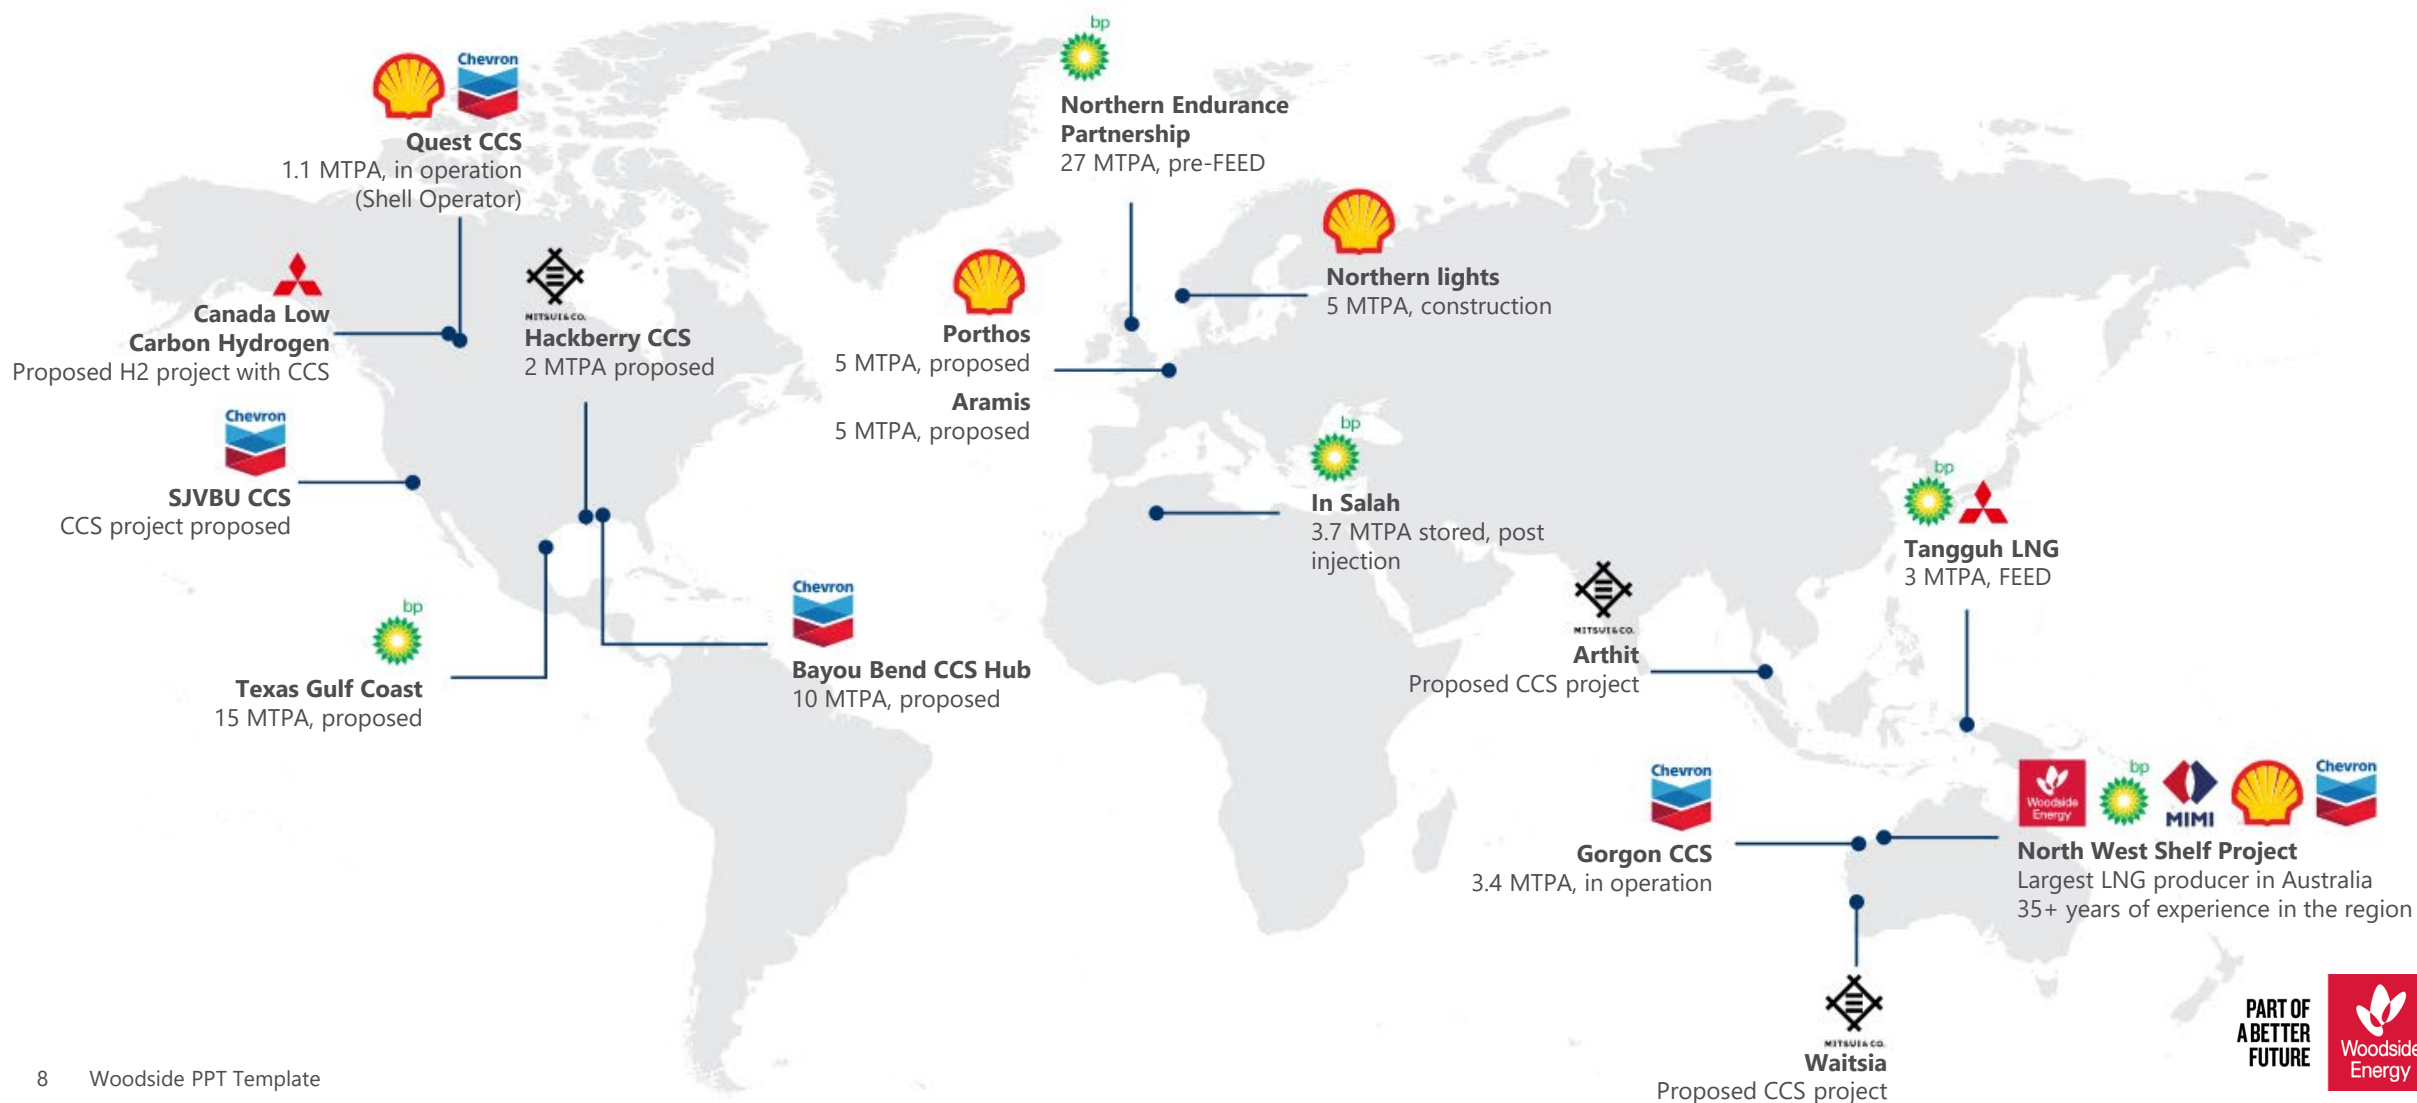 bp
Northern Endurance
Partnership
27 MTPA, pre-FEED
Chevron
Quest CCS
1.1 MTPA, in operation
(Shell Operator)
Northern lights
5 MTPA, construction
Canada Low
Carbon Hydrogen
Proposed H2 project with CCS
MITSUI & CO.
Hackberry CCS
2 MTPA proposed
Porthos
5 MTPA, proposed
Aramis
5 MTPA, proposed
Chevron
SJVBU CCS
CCS project proposed
bp
In Salah
3.7 MTPA stored, post
injection
bp
Tangguh LNG
3 MTPA, FEED
bp
Texas Gulf Coast
15 MTPA, proposed
Chevron
Bayou Bend CCS Hub
10 MTPA, proposed
MITSUI & CO.
Arthit
Proposed CCS project
Chevron
Gorgon CCS
3.4 MTPA, in operation
Woodside
Energy
bp
MIMI
Chevron
North West Shelf Project
Largest LNG producer in Australia
35+ years of experience in the region
MITSUI & CO.
Waitsia
Proposed CCS project
PART OF
A BETTER
FUTURE
Woodside
Energy
8 Woodside PPT Template